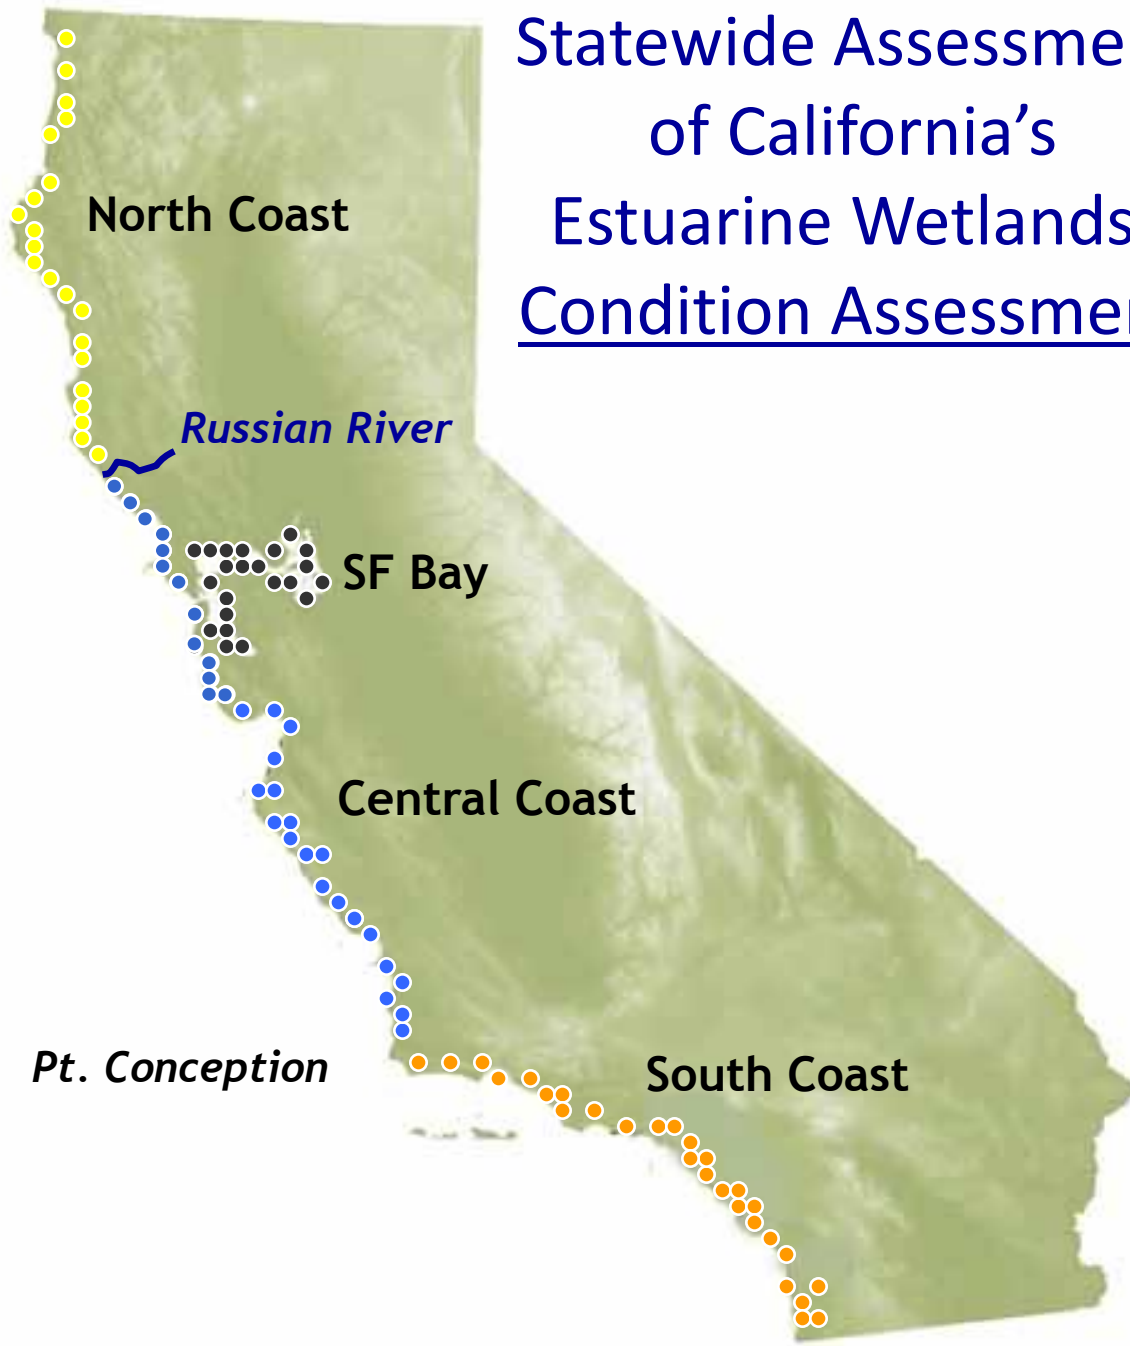 Statewide Assessme
of California’s
Estuarine Wetlands
Condition Assessmer
North Coast
Russian River
SF Bay
Central Coast
Pt. Conception
South Coast